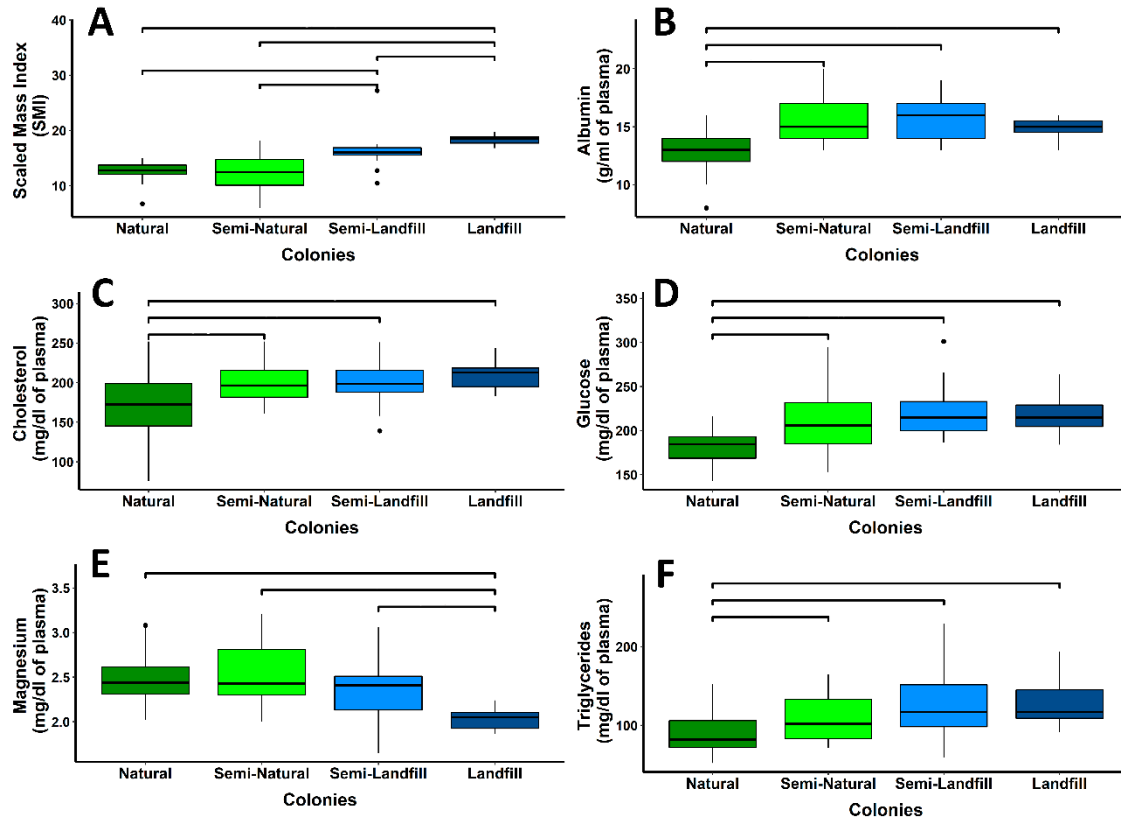 A
Scaled Mass Index
(SMI)
40
30
20
10
Natural Semi-Natural Semi-Landfill Landfill
Colonies
B
Albumin
(g/ml of plasma)
20
15
10
Natural Semi-Natural Semi-Landfill Landfill
Colonies
C
Cholesterol
(mg/dl of plasma)
300
250
200
150
100
Natural Semi-Natural Semi-Landfill Landfill
Colonies
D
Glucose
(mg/dl of plasma)
350
300
250
200
150
Natural Semi-Natural Semi-Landfill Landfill
Colonies
E
Magnesium
(mg/dl of plasma)
3.5
3.0
2.5
2.0
Natural Semi-Natural Semi-Landfill Landfill
Colonies
F
Triglycerides
(mg/dl of plasma)
200
100
Natural Semi-Natural Semi-Landfill Landfill
Colonies